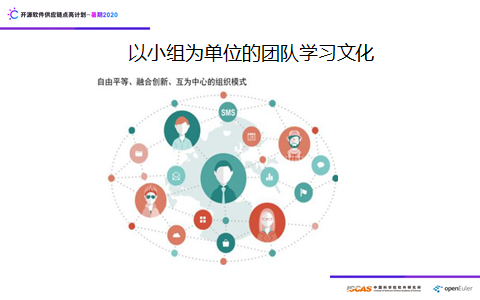 开源软件供应链点亮计划-暑期2020
以小组为单位的团队学习文化
自由平等、融合创新、互为中心的组织模式
SMS
ISCAS 中国科学院软件研究所
openEuler